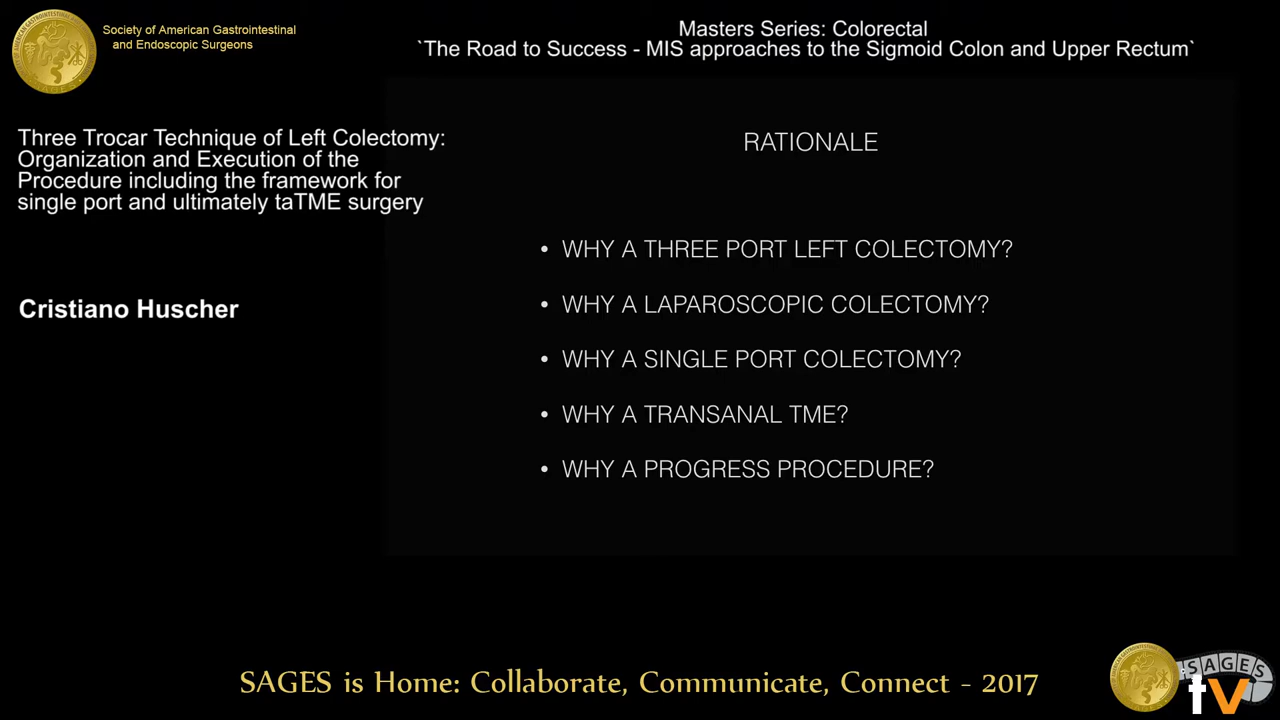 Society of American Gastrointestinal
and Endoscopic Surgeons
Masters Series: Colorectal
`The Road to Success - MIS approaches to the Sigmoid Colon and Upper Rectum`
Three Trocar Technique of Left Colectomy:
Organization and Execution of the
Procedure including the framework for
single port and ultimately taTME surgery
Cristiano Huscher
RATIONALE
• WHY A THREE PORT LEFT COLECTOMY?
• WHY A LAPAROSCOPIC COLECTOMY?
• WHY A SINGLE PORT COLECTOMY?
• WHY A TRANSANAL TME?
• WHY A PROGRESS PROCEDURE?
SAGES is Home: Collaborate, Communicate, Connect - 2017
SAGES
tv